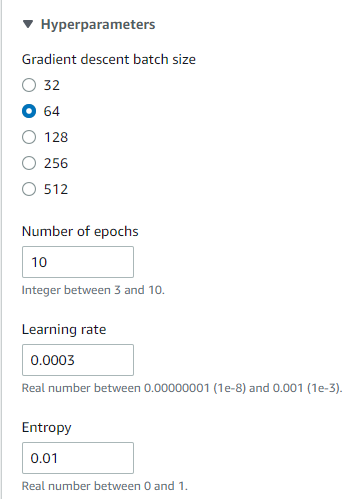 Hyperparameters
Gradient descent batch size
32
64
128
256
512
Number of epochs
10
Integer between 3 and 10.
Learning rate
0.0003
Real number between 0.00000001 (1e-8) and 0.001 (1e-3).
Entropy
0.01
Real number between 0 and 1.